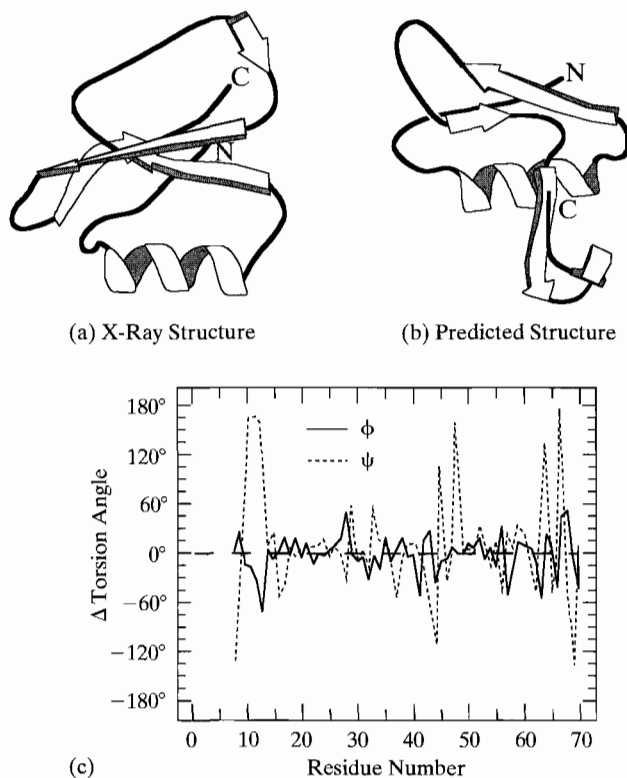 C
N
N
C
(a) X-Ray Structure
(b) Predicted Structure
180°
120°
60°
0°
−60°
−120°
−180°
Δ Torsion Angle
ϕ
ψ
0 10 20 30 40 50 60 70
(c)
Residue Number